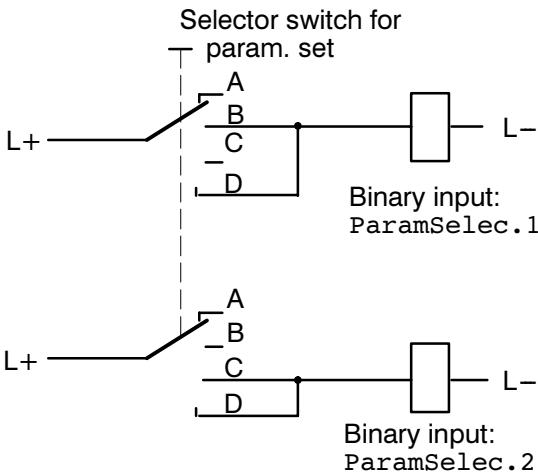 Selector switch for
param. set
A
B
L+
C
L−
D
Binary input:
ParamSelec.1
A
B
L+
C
L−
D
Binary input:
ParamSelec.2